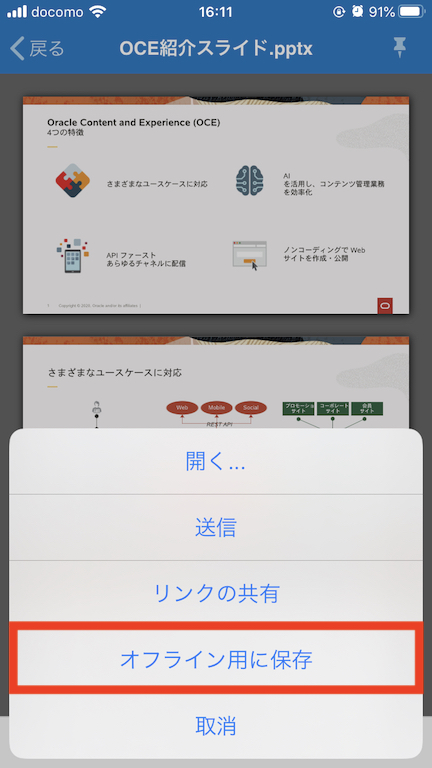 docomo 16:11 91%
戻る OCE紹介スライド.pptx
Oracle Content and Experience (OCE)
4つの特徴
さまざまなユースケースに対応
AI
を活用し、コンテンツ管理業務
を効率化
API ファースト
あらゆるチャネルに配信
ノンコーディングで Web
サイトを作成・公開
Copyright © 2020, Oracle and/or its affiliates |
さまざまなユースケースに対応
Web Mobile Social
REST API
プロモーション
サイト
コーポレート
サイト
会員
サイト
開く...
送信
リンクの共有
オフライン用に保存
取消